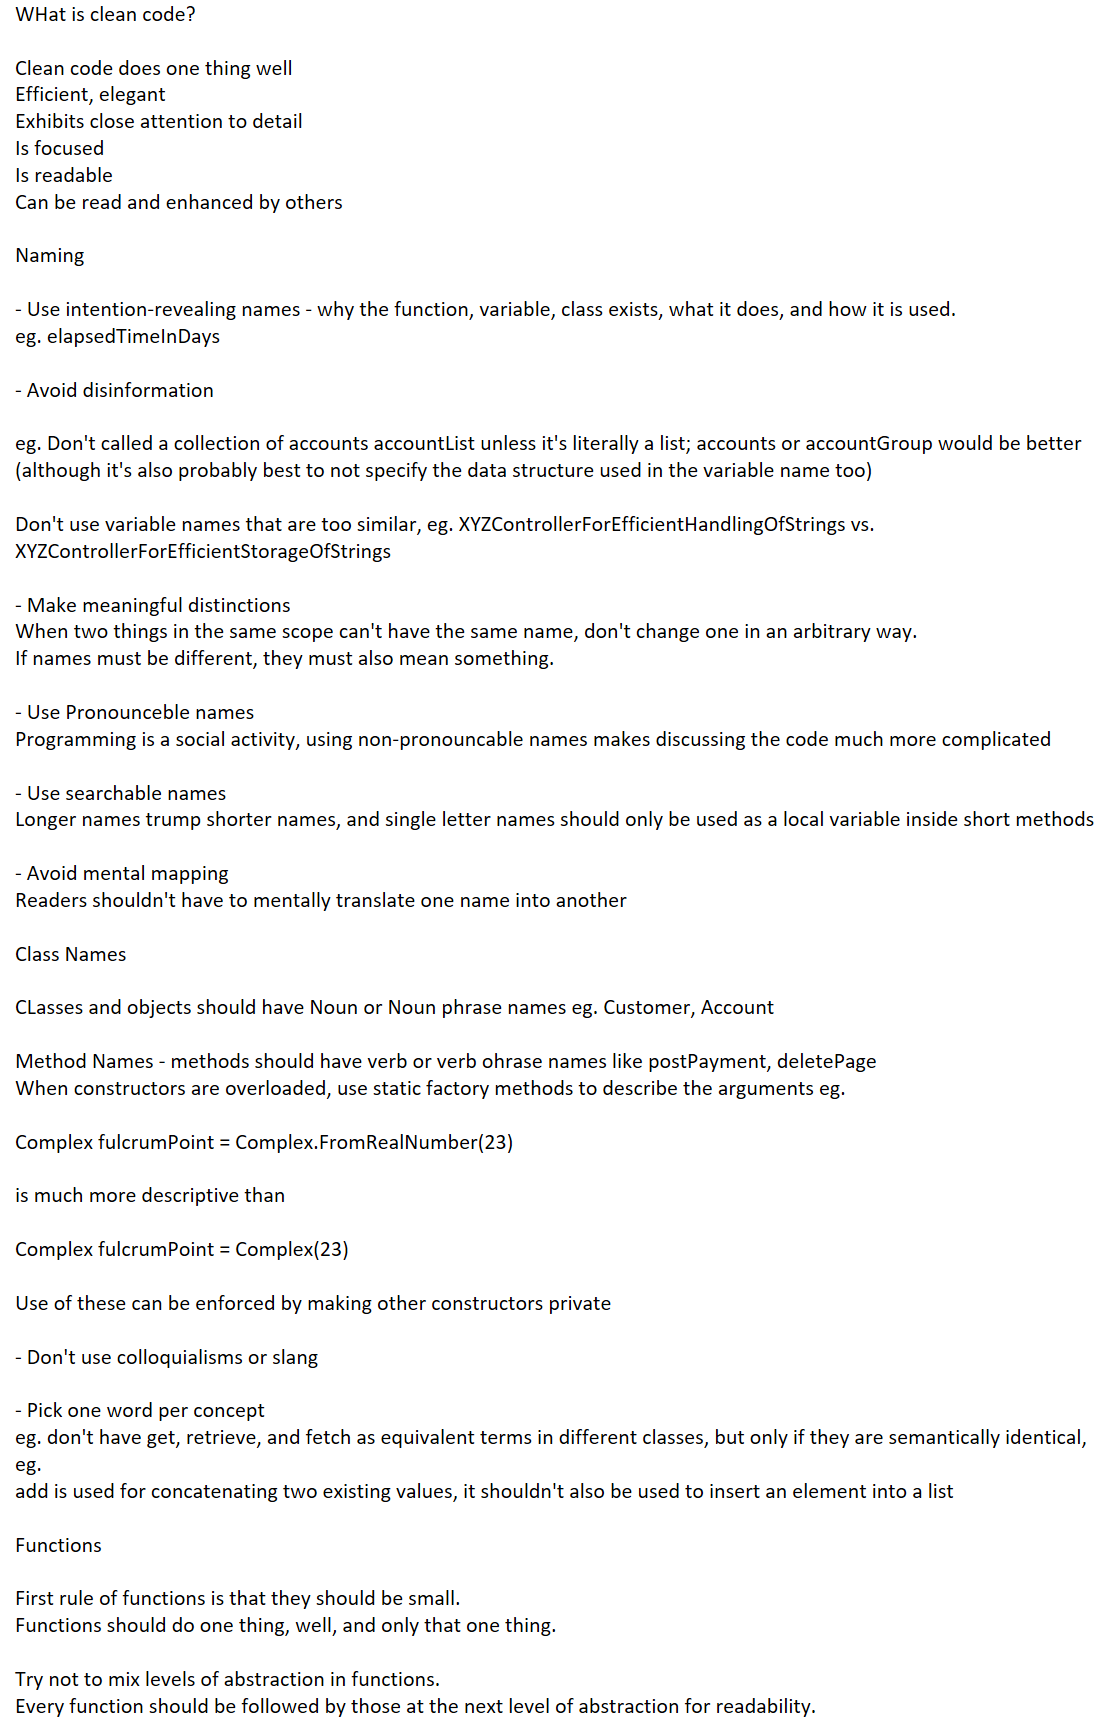 WHat is clean code?
Clean code does one thing well
Efficient, elegant
Exhibits close attention to detail
Is focused
Is readable
Can be read and enhanced by others
Naming
- Use intention-revealing names - why the function, variable, class exists, what it does, and how it is used.
eg. elapsedTimeInDays
- Avoid disinformation
eg. Don't called a collection of accounts accountList unless it's literally a list; accounts or accountGroup would be better
(although it's also probably best to not specify the data structure used in the variable name too)
Don't use variable names that are too similar, eg. XYZControllerForEfficientHandlingOfStrings vs.
XYZControllerForEfficientStorageOfStrings
- Make meaningful distinctions
When two things in the same scope can't have the same name, don't change one in an arbitrary way.
If names must be different, they must also mean something.
- Use Pronounceble names
Programming is a social activity, using non-pronouncable names makes discussing the code much more complicated
- Use searchable names
Longer names trump shorter names, and single letter names should only be used as a local variable inside short methods
- Avoid mental mapping
Readers shouldn't have to mentally translate one name into another
Class Names
CLasses and objects should have Noun or Noun phrase names eg. Customer, Account
Method Names - methods should have verb or verb ohrase names like postPayment, deletePage
When constructors are overloaded, use static factory methods to describe the arguments eg.
Complex fulcrumPoint = Complex.FromRealNumber(23)
is much more descriptive than
Complex fulcrumPoint = Complex(23)
Use of these can be enforced by making other constructors private
- Don't use colloquialisms or slang
- Pick one word per concept
eg. don't have get, retrieve, and fetch as equivalent terms in different classes, but only if they are semantically identical,
eg.
add is used for concatenating two existing values, it shouldn't also be used to insert an element into a list
Functions
First rule of functions is that they should be small.
Functions should do one thing, well, and only that one thing.
Try not to mix levels of abstraction in functions.
Every function should be followed by those at the next level of abstraction for readability.